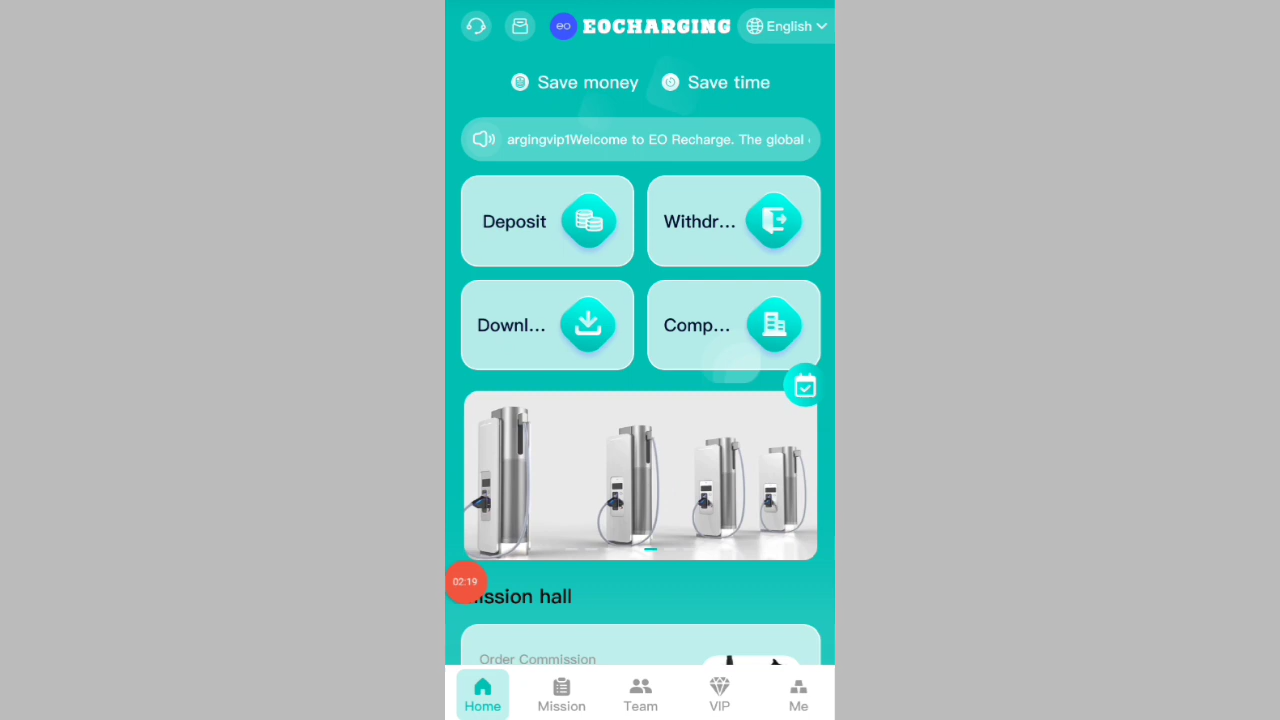 eo EOCHARGING English
Save money Save time
argingvip1Welcome to EO Recharge. The global
Deposit Withdr...
Downl... Comp...
02:19
ission hall
Order Commission
Home Mission Team VIP Me